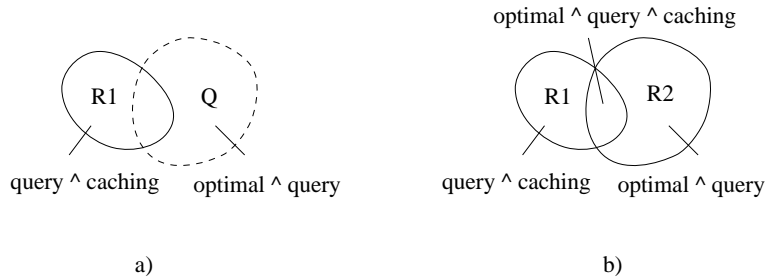 optimal ^ query ^ caching
R1
Q
R1
R2
query ^ caching
optimal ^ query
query ^ caching
optimal ^ query
a)
b)